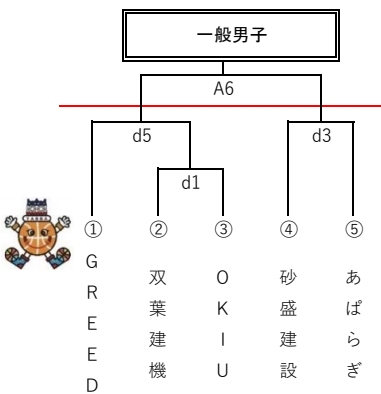 一般男子
A6
d5
d3
d1
①
②
③
④
⑤
GREED
双葉建機
OKIU
砂盛建設
あぱらぎ